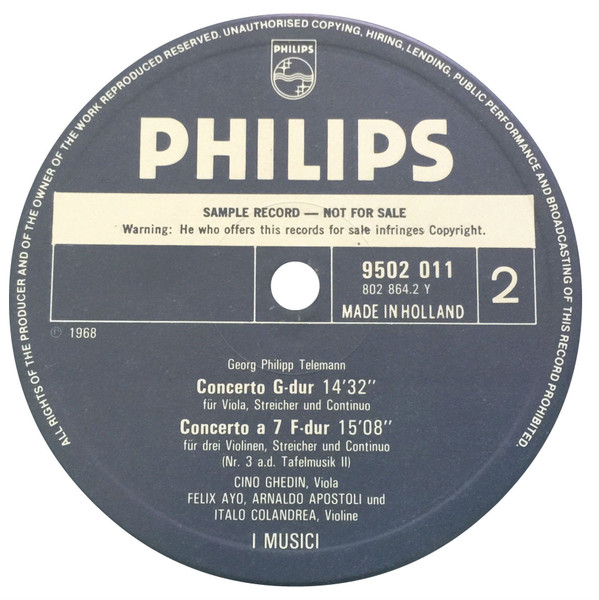 ALL RIGHTS OF THE PRODUCER AND OF THE OWNER OF THE WORK REPRODUCED RESERVED. UNAUTHORISED COPYING, HIRING, LENDING, PUBLIC PERFORMANCE AND BROADCASTING OF THIS RECORD PROHIBITED.
PHILIPS
PHILIPS
SAMPLE RECORD — NOT FOR SALE
Warning: He who offers this records for sale infringes Copyright.
9502 011
802 864.2 Y
MADE IN HOLLAND
2
℗ 1968
Georg Philipp Telemann
Concerto G-dur 14'32''
für Viola, Streicher und Continuo
Concerto a 7 F-dur 15'08''
für drei Violinen, Streicher und Continuo
(Nr. 3 a.d. Tafelmusik II)
CINO GHEDIN, Viola
FELIX AYO, ARNALDO APOSTOLI und
ITALO COLANDREA, Violine
I MUSICI